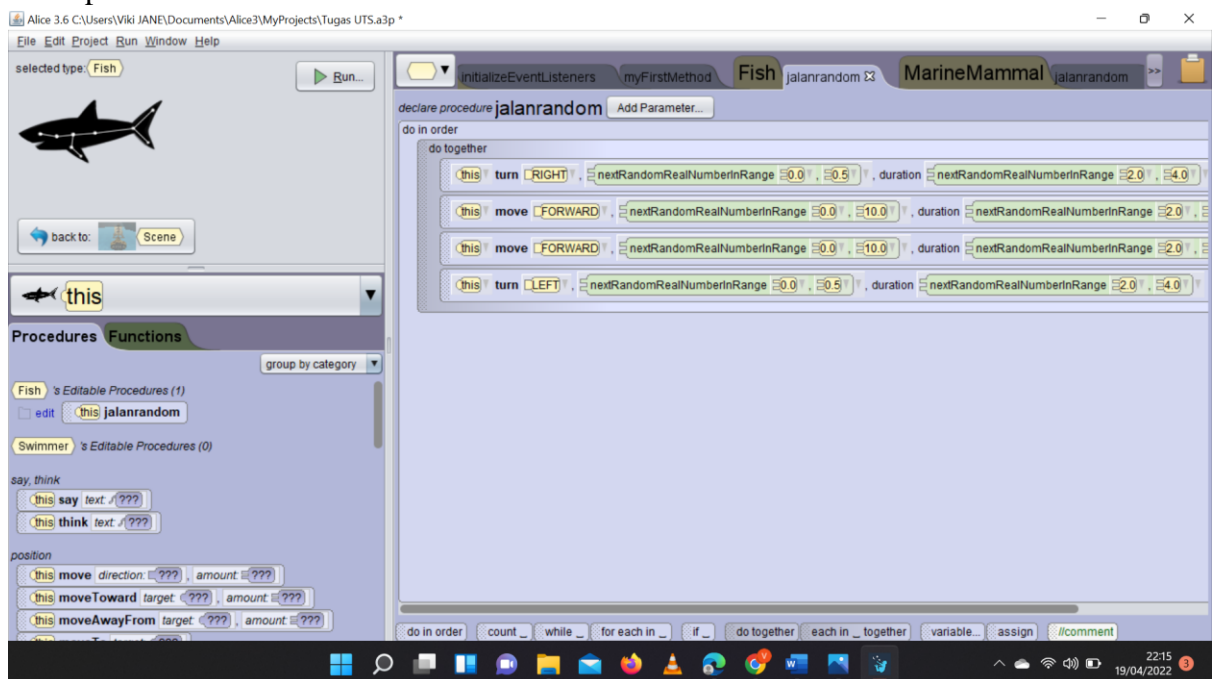 Alice 3.6 C:\Users\Viki JANE\Documents\Alice3\MyProjects\Tugas UTS.a3p *
File Edit Project Run Window Help
selected type: Fish
Run...
back to: Scene
this
Procedures Functions
group by category
Fish 's Editable Procedures (1)
edit this jalanrandom
Swimmer 's Editable Procedures (0)
say, think
this say text: ???
this think text: ???
position
this move direction: ??? , amount: ???
this moveToward target: ??? , amount: ???
this moveAwayFrom target: ??? , amount: ???
initializeEventListeners myFirstMethod Fish jalanrandom MarineMammal jalanrandom >>
declare procedure jalanrandom Add Parameter...
do in order
do together
this turn RIGHT , nextRandomRealNumberInRange 0.0 , 0.5 , duration nextRandomRealNumberInRange 2.0 , 4.0
this move FORWARD , nextRandomRealNumberInRange 0.0 , 10.0 , duration nextRandomRealNumberInRange 2.0 ,
this move FORWARD , nextRandomRealNumberInRange 0.0 , 10.0 , duration nextRandomRealNumberInRange 2.0 ,
this turn LEFT , nextRandomRealNumberInRange 0.0 , 0.5 , duration nextRandomRealNumberInRange 2.0 , 4.0
do in order count _ while _ for each in _ if _ do together each in _ together variable... assign //comment
22:15
19/04/2022
3